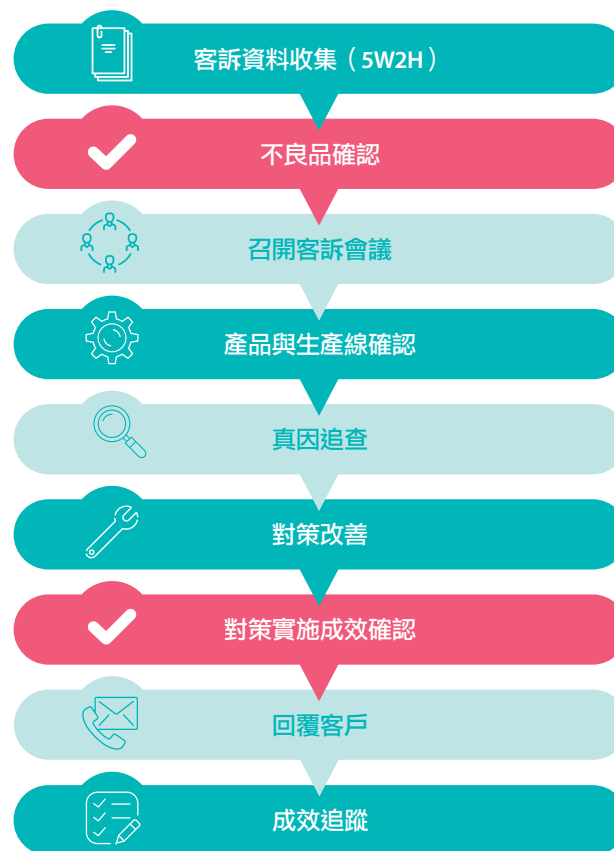 客訴資料收集（5W2H）
不良品確認
召開客訴會議
產品與生產線確認
真因追查
對策改善
對策實施成效確認
回覆客戶
成效追蹤